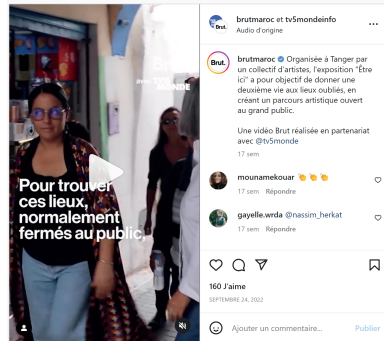 brutmaroc et tv5mondeinfo
Audio d'origine
Brut.
Brut.
MONDE
Pour trouver
ces lieux,
normalement
fermés au public,
brutmaroc Organisée à Tanger par
un collectif d'artistes, l'exposition "Être
ici" a pour objectif de donner une
deuxième vie aux lieux oubliés, en
créant un parcours artistique ouvert
au grand public.
Une vidéo Brut réalisée en partenariat
avec @tv5monde
17 sem
mounamekouar 👏 👏 👏
17 sem Répondre
gayelle.wrda @nassim_herkat
17 sem Répondre
160 J'aime
SEPTEMBRE 24, 2022
Ajouter un commentaire...
Publier